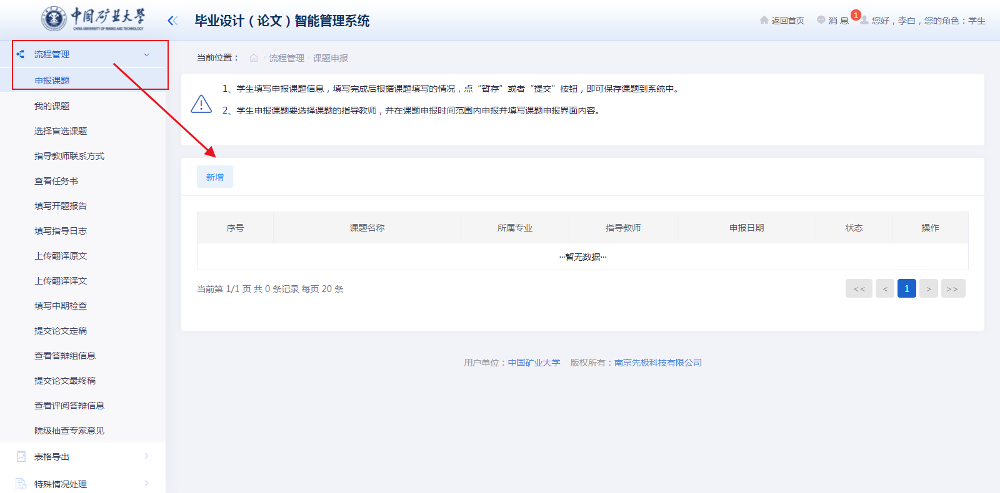 中国矿业大学
CHINA UNIVERSITY OF MINING AND TECHNOLOGY
毕业设计（论文）智能管理系统
返回首页 消 息 1 您好，李白，您的角色：学生
流程管理
申报课题
我的课题
选择盲选课题
指导教师联系方式
查看任务书
填写开题报告
填写指导日志
上传翻译原文
上传翻译译文
填写中期检查
提交论文定稿
查看答辩组信息
提交论文最终稿
查看评阅答辩信息
院级抽查专家意见
表格导出
特殊情况处理
当前位置： 流程管理 课题申报
1、学生填写申报课题信息，填写完成后根据课题填写的情况，点“暂存”或者“提交”按钮，即可保存课题到系统中。
2、学生申报课题要选择课题的指导教师，并在课题申报时间范围内申报并填写课题申报界面内容。
新增
序号 课题名称 所属专业 指导教师 申报日期 状态 操作
···暂无数据···
当前第 1/1 页 共 0 条记录 每页 20 条
<< < 1 > >>
用户单位：中国矿业大学 版权所有：南京先极科技有限公司